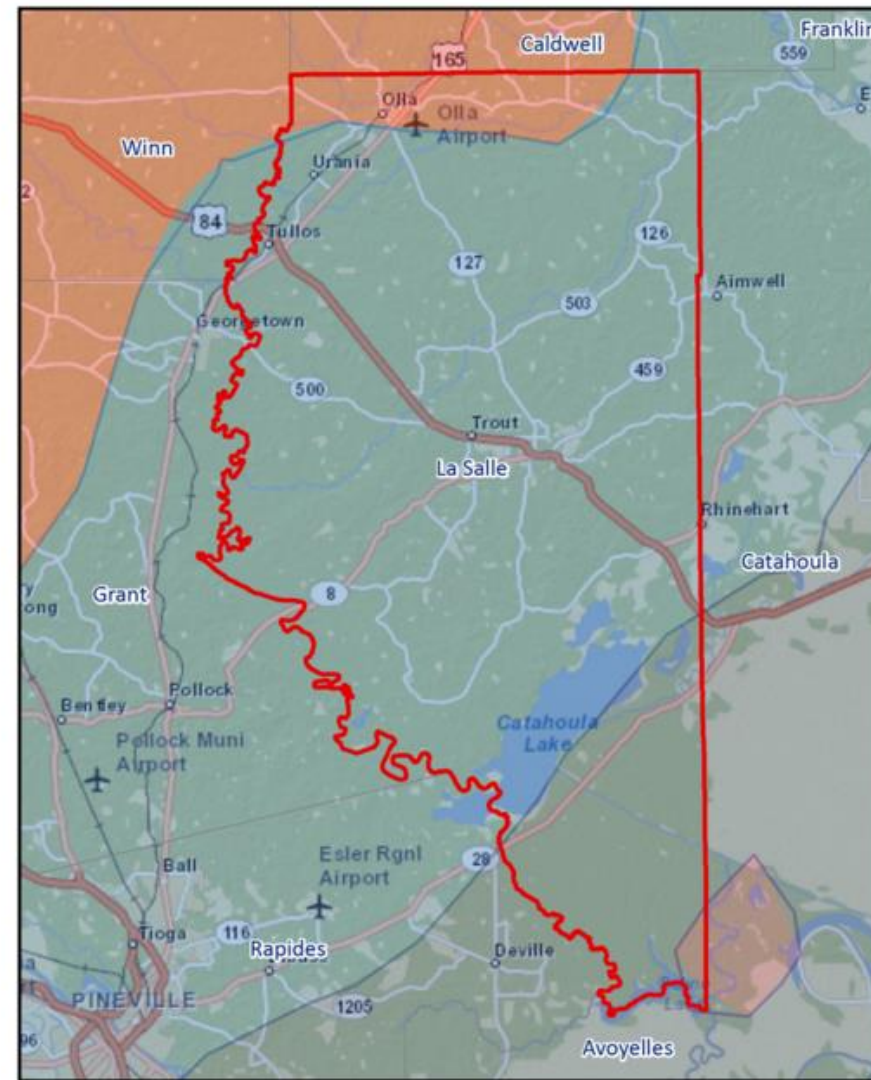 Franklin
Caldwell
165
559
Olla
Olla
Airport
Winn
Urania
84
Tullos
126
127
Aimwell
503
Georgetown
459
500
Trout
La Salle
Rhinehart
Catahoula
Grant
8
Pollock
Bentley
Catahoula
Lake
Pollock Muni
Airport
Esler Rgnl
Airport
28
Ball
Tioga
116
Rapides
Deville
PINEVILLE
1205
Avoyelles